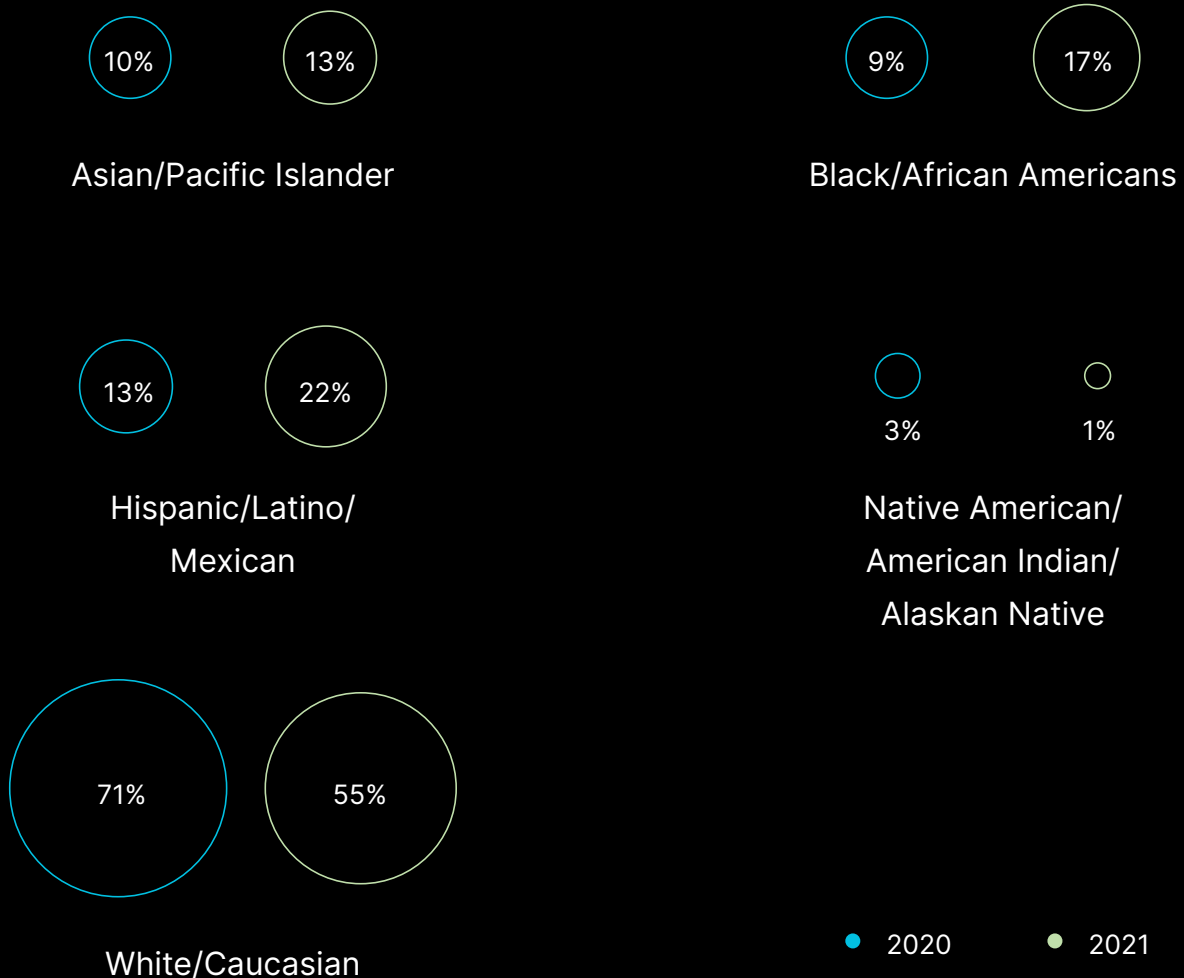 10%
13%
Asian/Pacific Islander
9%
17%
Black/African Americans
13%
22%
Hispanic/Latino/
Mexican
3%
1%
Native American/
American Indian/
Alaskan Native
71%
55%
White/Caucasian
2020
2021